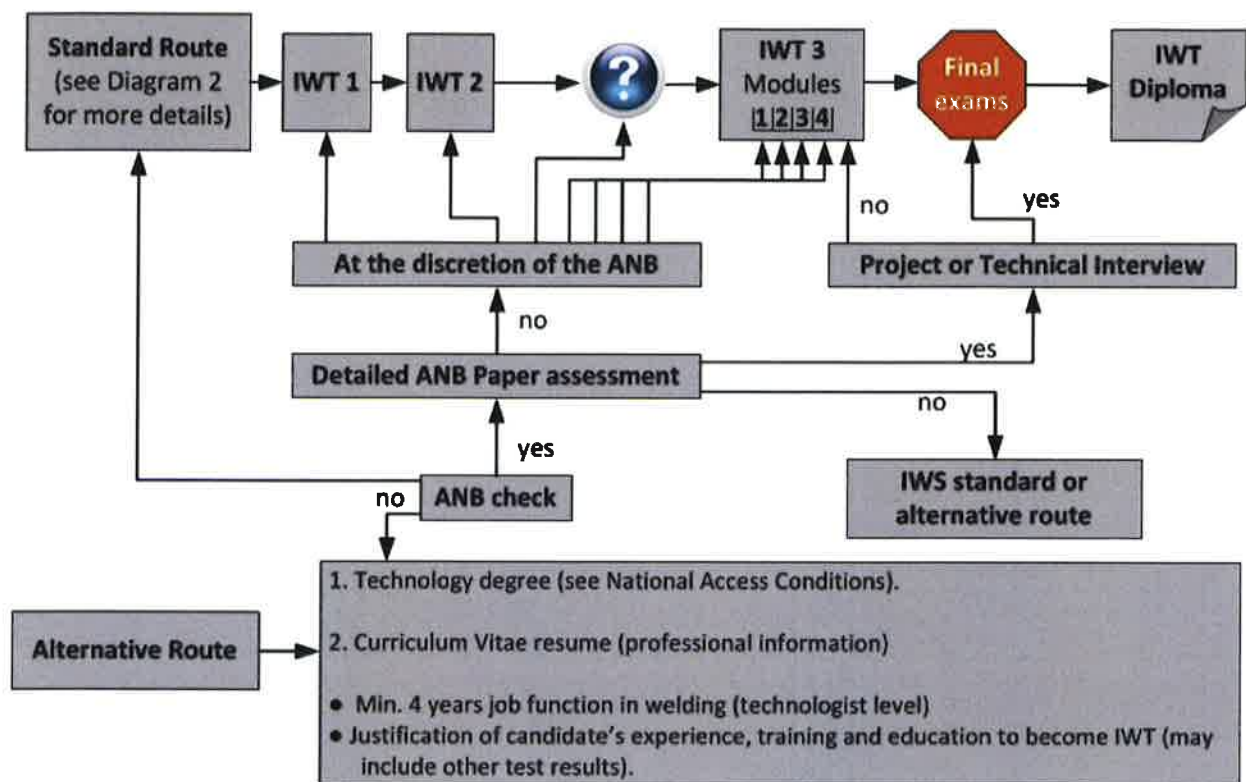 Standard Route
(see Diagram 2
for more details)
IWT 1
IWT 2
?
IWT 3
Modules
|1|2|3|4|
Final
exams
IWT
Diploma
no
yes
At the discretion of the ANB
Project or Technical Interview
no
yes
Detailed ANB Paper assessment
no
yes
IWS standard or
alternative route
no
ANB check
1. Technology degree (see National Access Conditions).
2. Curriculum Vitae resume (professional information)
Alternative Route
● Min. 4 years job function in welding (technologist level)
● Justification of candidate's experience, training and education to become IWT (may
include other test results).